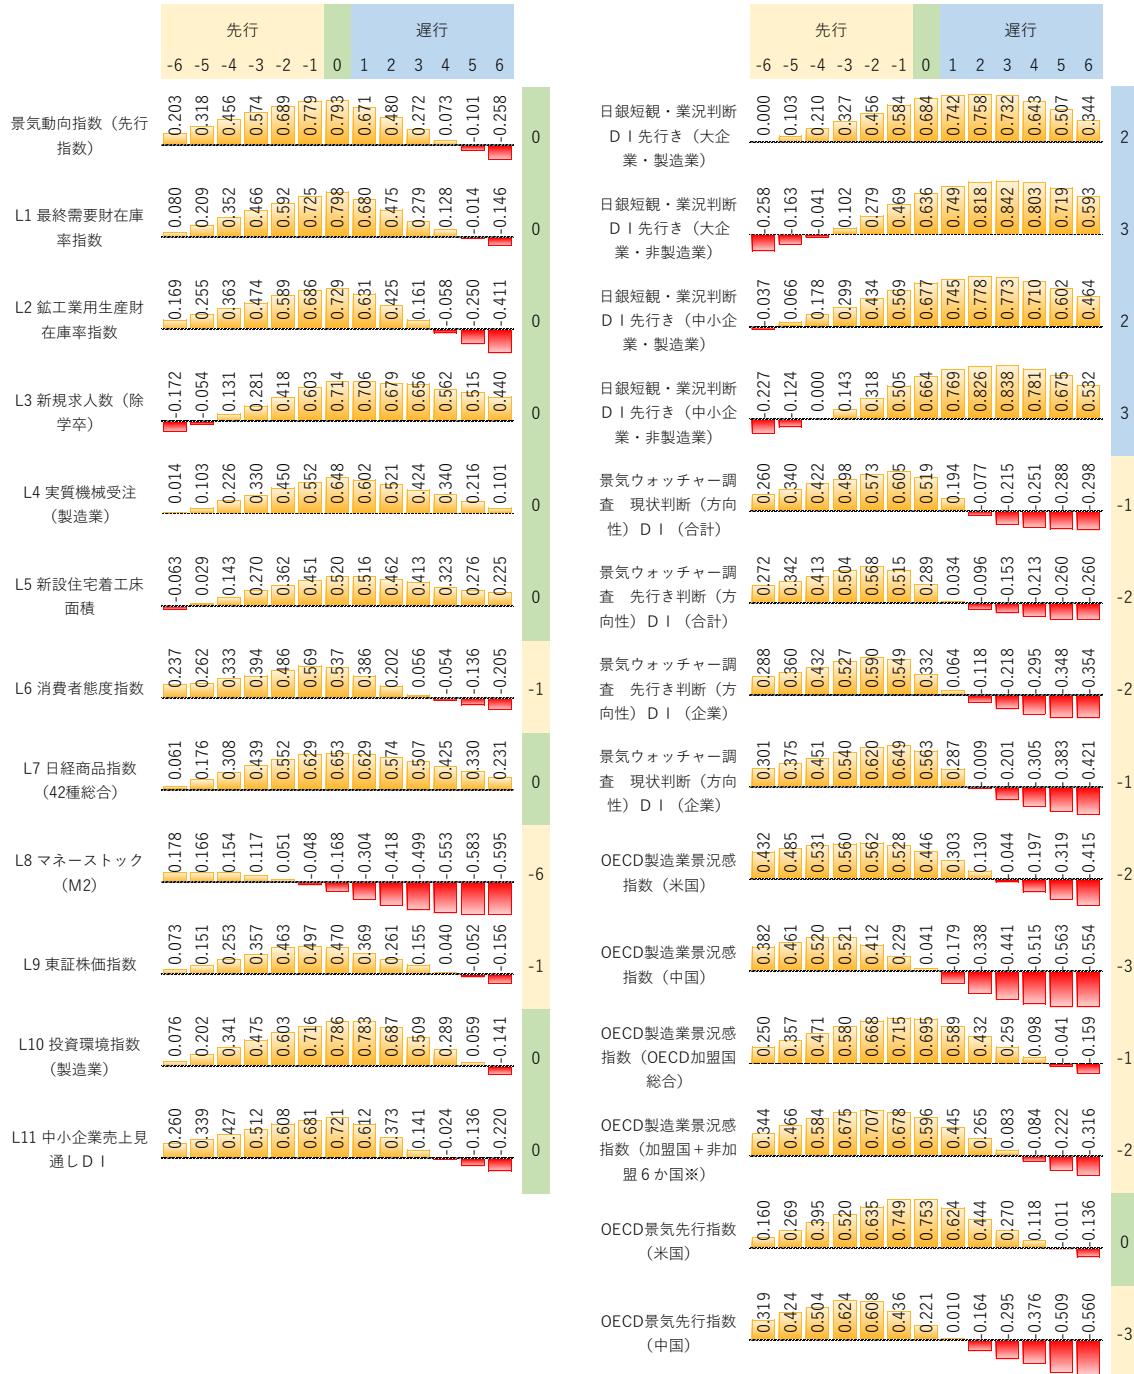 先行 遅行
-6 -5 -4 -3 -2 -1 0 1 2 3 4 5 6
景気動向指数（先行
指数）
0.203 0.318 0.456 0.574 0.689 0.779 0.793 0.671 0.480 0.272 0.073 -0.101 -0.258
0
L1 最終需要財在庫
率指数
0.080 0.209 0.352 0.466 0.592 0.725 0.798 0.680 0.475 0.279 0.128 -0.014 -0.146
0
L2 鉱工業用生産財
在庫率指数
0.169 0.255 0.363 0.474 0.589 0.686 0.729 0.631 0.425 0.161 -0.058 -0.250 -0.411
0
L3 新規求人数（除
学卒）
-0.172 -0.054 0.131 0.281 0.418 0.603 0.714 0.706 0.679 0.656 0.562 0.515 0.440
0
L4 実質機械受注
（製造業）
0.014 0.103 0.226 0.330 0.450 0.552 0.648 0.602 0.521 0.424 0.340 0.216 0.101
0
L5 新設住宅着工床
面積
-0.063 0.029 0.143 0.270 0.362 0.451 0.520 0.516 0.462 0.413 0.323 0.276 0.225
0
L6 消費者態度指数
0.237 0.262 0.333 0.394 0.486 0.569 0.537 0.386 0.202 0.056 -0.054 -0.136 -0.205
-1
L7 日経商品指数
（42種総合）
0.061 0.176 0.308 0.439 0.552 0.629 0.653 0.629 0.574 0.507 0.425 0.330 0.231
0
L8 マネーストック
（M2）
0.178 0.166 0.154 0.117 0.051 -0.048 -0.168 -0.304 -0.418 -0.499 -0.553 -0.583 -0.595
-6
L9 東証株価指数
0.073 0.151 0.253 0.357 0.463 0.497 0.470 0.369 0.261 0.155 0.040 -0.052 -0.156
-1
L10 投資環境指数
（製造業）
0.076 0.202 0.341 0.475 0.603 0.716 0.786 0.783 0.687 0.509 0.289 0.059 -0.141
0
L11 中小企業売上見
通しＤＩ
0.260 0.339 0.427 0.512 0.608 0.681 0.721 0.612 0.373 0.141 -0.024 -0.136 -0.220
0
先行 遅行
-6 -5 -4 -3 -2 -1 0 1 2 3 4 5 6
日銀短観・業況判断
ＤＩ先行き（大企
業・製造業）
0.000 0.103 0.210 0.327 0.456 0.584 0.684 0.742 0.758 0.732 0.643 0.507 0.344
2
日銀短観・業況判断
ＤＩ先行き（大企
業・非製造業）
-0.258 -0.163 -0.041 0.102 0.279 0.469 0.636 0.749 0.818 0.842 0.803 0.719 0.593
3
日銀短観・業況判断
ＤＩ先行き（中小企
業・製造業）
-0.037 0.066 0.178 0.299 0.434 0.569 0.677 0.745 0.778 0.773 0.710 0.602 0.464
2
日銀短観・業況判断
ＤＩ先行き（中小企
業・非製造業）
-0.227 -0.124 0.000 0.143 0.318 0.505 0.664 0.769 0.826 0.838 0.781 0.675 0.532
3
景気ウォッチャー調
査　現状判断（方向
性）ＤＩ（合計）
0.260 0.340 0.422 0.498 0.573 0.605 0.519 0.194 -0.077 -0.215 -0.251 -0.288 -0.298
-1
景気ウォッチャー調
査　先行き判断（方
向性）ＤＩ（合計）
0.272 0.342 0.413 0.504 0.568 0.515 0.289 0.034 -0.096 -0.153 -0.213 -0.260 -0.260
-2
景気ウォッチャー調
査　先行き判断（方
向性）ＤＩ（企業）
0.288 0.360 0.432 0.527 0.590 0.549 0.332 0.064 -0.118 -0.218 -0.295 -0.348 -0.354
-2
景気ウォッチャー調
査　現状判断（方向
性）ＤＩ（企業）
0.301 0.375 0.451 0.540 0.620 0.649 0.563 0.287 -0.009 -0.201 -0.305 -0.383 -0.421
-1
OECD製造業景況感
指数（米国）
0.432 0.485 0.531 0.560 0.562 0.528 0.446 0.303 0.130 -0.044 -0.197 -0.319 -0.415
-2
OECD製造業景況感
指数（中国）
0.382 0.461 0.520 0.521 0.412 0.229 0.041 -0.179 -0.338 -0.441 -0.515 -0.563 -0.554
-3
OECD製造業景況感
指数（OECD加盟国
総合）
0.250 0.357 0.471 0.580 0.668 0.715 0.695 0.589 0.432 0.259 0.098 -0.041 -0.159
-1
OECD製造業景況感
指数（加盟国＋非加
盟６か国※）
0.344 0.466 0.584 0.675 0.707 0.678 0.596 0.445 0.265 0.083 -0.084 -0.222 -0.316
-2
OECD景気先行指数
（米国）
0.160 0.269 0.395 0.520 0.635 0.749 0.753 0.624 0.444 0.270 0.118 -0.011 -0.136
0
OECD景気先行指数
（中国）
0.319 0.424 0.504 0.624 0.608 0.436 0.221 0.010 -0.164 -0.295 -0.376 -0.509 -0.560
-3